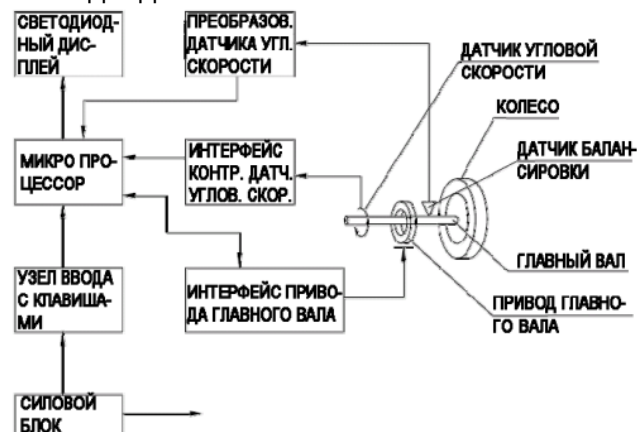 СВЕТОДИОД-
НЫЙ ДИС-
ПЛЕЙ
ПРЕОБРАЗОВ.
ДАТЧИКА УГЛ.
СКОРОСТИ
ДАТЧИК УГЛОВОЙ
СКОРОСТИ
КОЛЕСО
МИКРО ПРО-
ЦЕССОР
ИНТЕРФЕЙС
КОНТР. ДАТЧ.
УГЛОВ. СКОР.
ДАТЧИК БАЛАН-
СИРОВКИ
ГЛАВНЫЙ ВАЛ
УЗЕЛ ВВОДА
С КЛАВИША-
МИ
ИНТЕРФЕЙС ПРИВО-
ДА ГЛАВНОГО ВАЛА
ПРИВОД ГЛАВНО-
ГО ВАЛА
СИЛОВОЙ
БЛОК